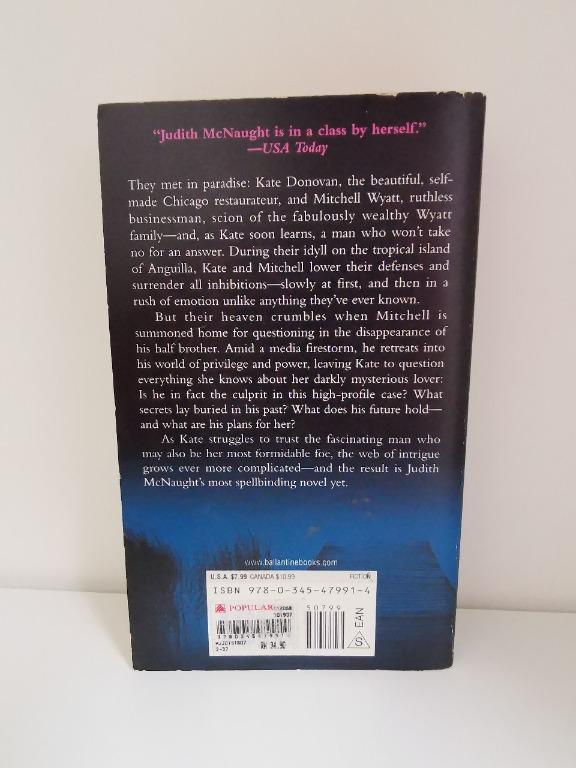 “Judith McNaught is in a class by herself.”
—USA Today
They met in paradise: Kate Donovan, the beautiful, self-
made Chicago restaurateur, and Mitchell Wyatt, ruthless
businessman, scion of the fabulously wealthy Wyatt
family—and, as Kate soon learns, a man who won't take
no for an answer. During their idyll on the tropical island
of Anguilla, Kate and Mitchell lower their defenses and
surrender all inhibitions—slowly at first, and then in a
rush of emotion unlike anything they've ever known.
But their heaven crumbles when Mitchell is
summoned home for questioning in the disappearance of
his half brother. Amid a media firestorm, he retreats into
his world of privilege and power, leaving Kate to question
everything she knows about her darkly mysterious lover:
Is he in fact the culprit in this high-profile case? What
secrets lay buried in his past? What does his future hold—
and what are his plans for her?
As Kate struggles to trust the fascinating man who
may also be her most formidable foe, the web of intrigue
grows ever more complicated—and the result is Judith
McNaught's most spellbinding novel yet.
www.ballantinebooks.com
U.S.A. $7.99 CANADA $10.99 FICTION
ISBN 978-0-345-47991-4
POPULAR
50799
EAN
S
RM 34.90